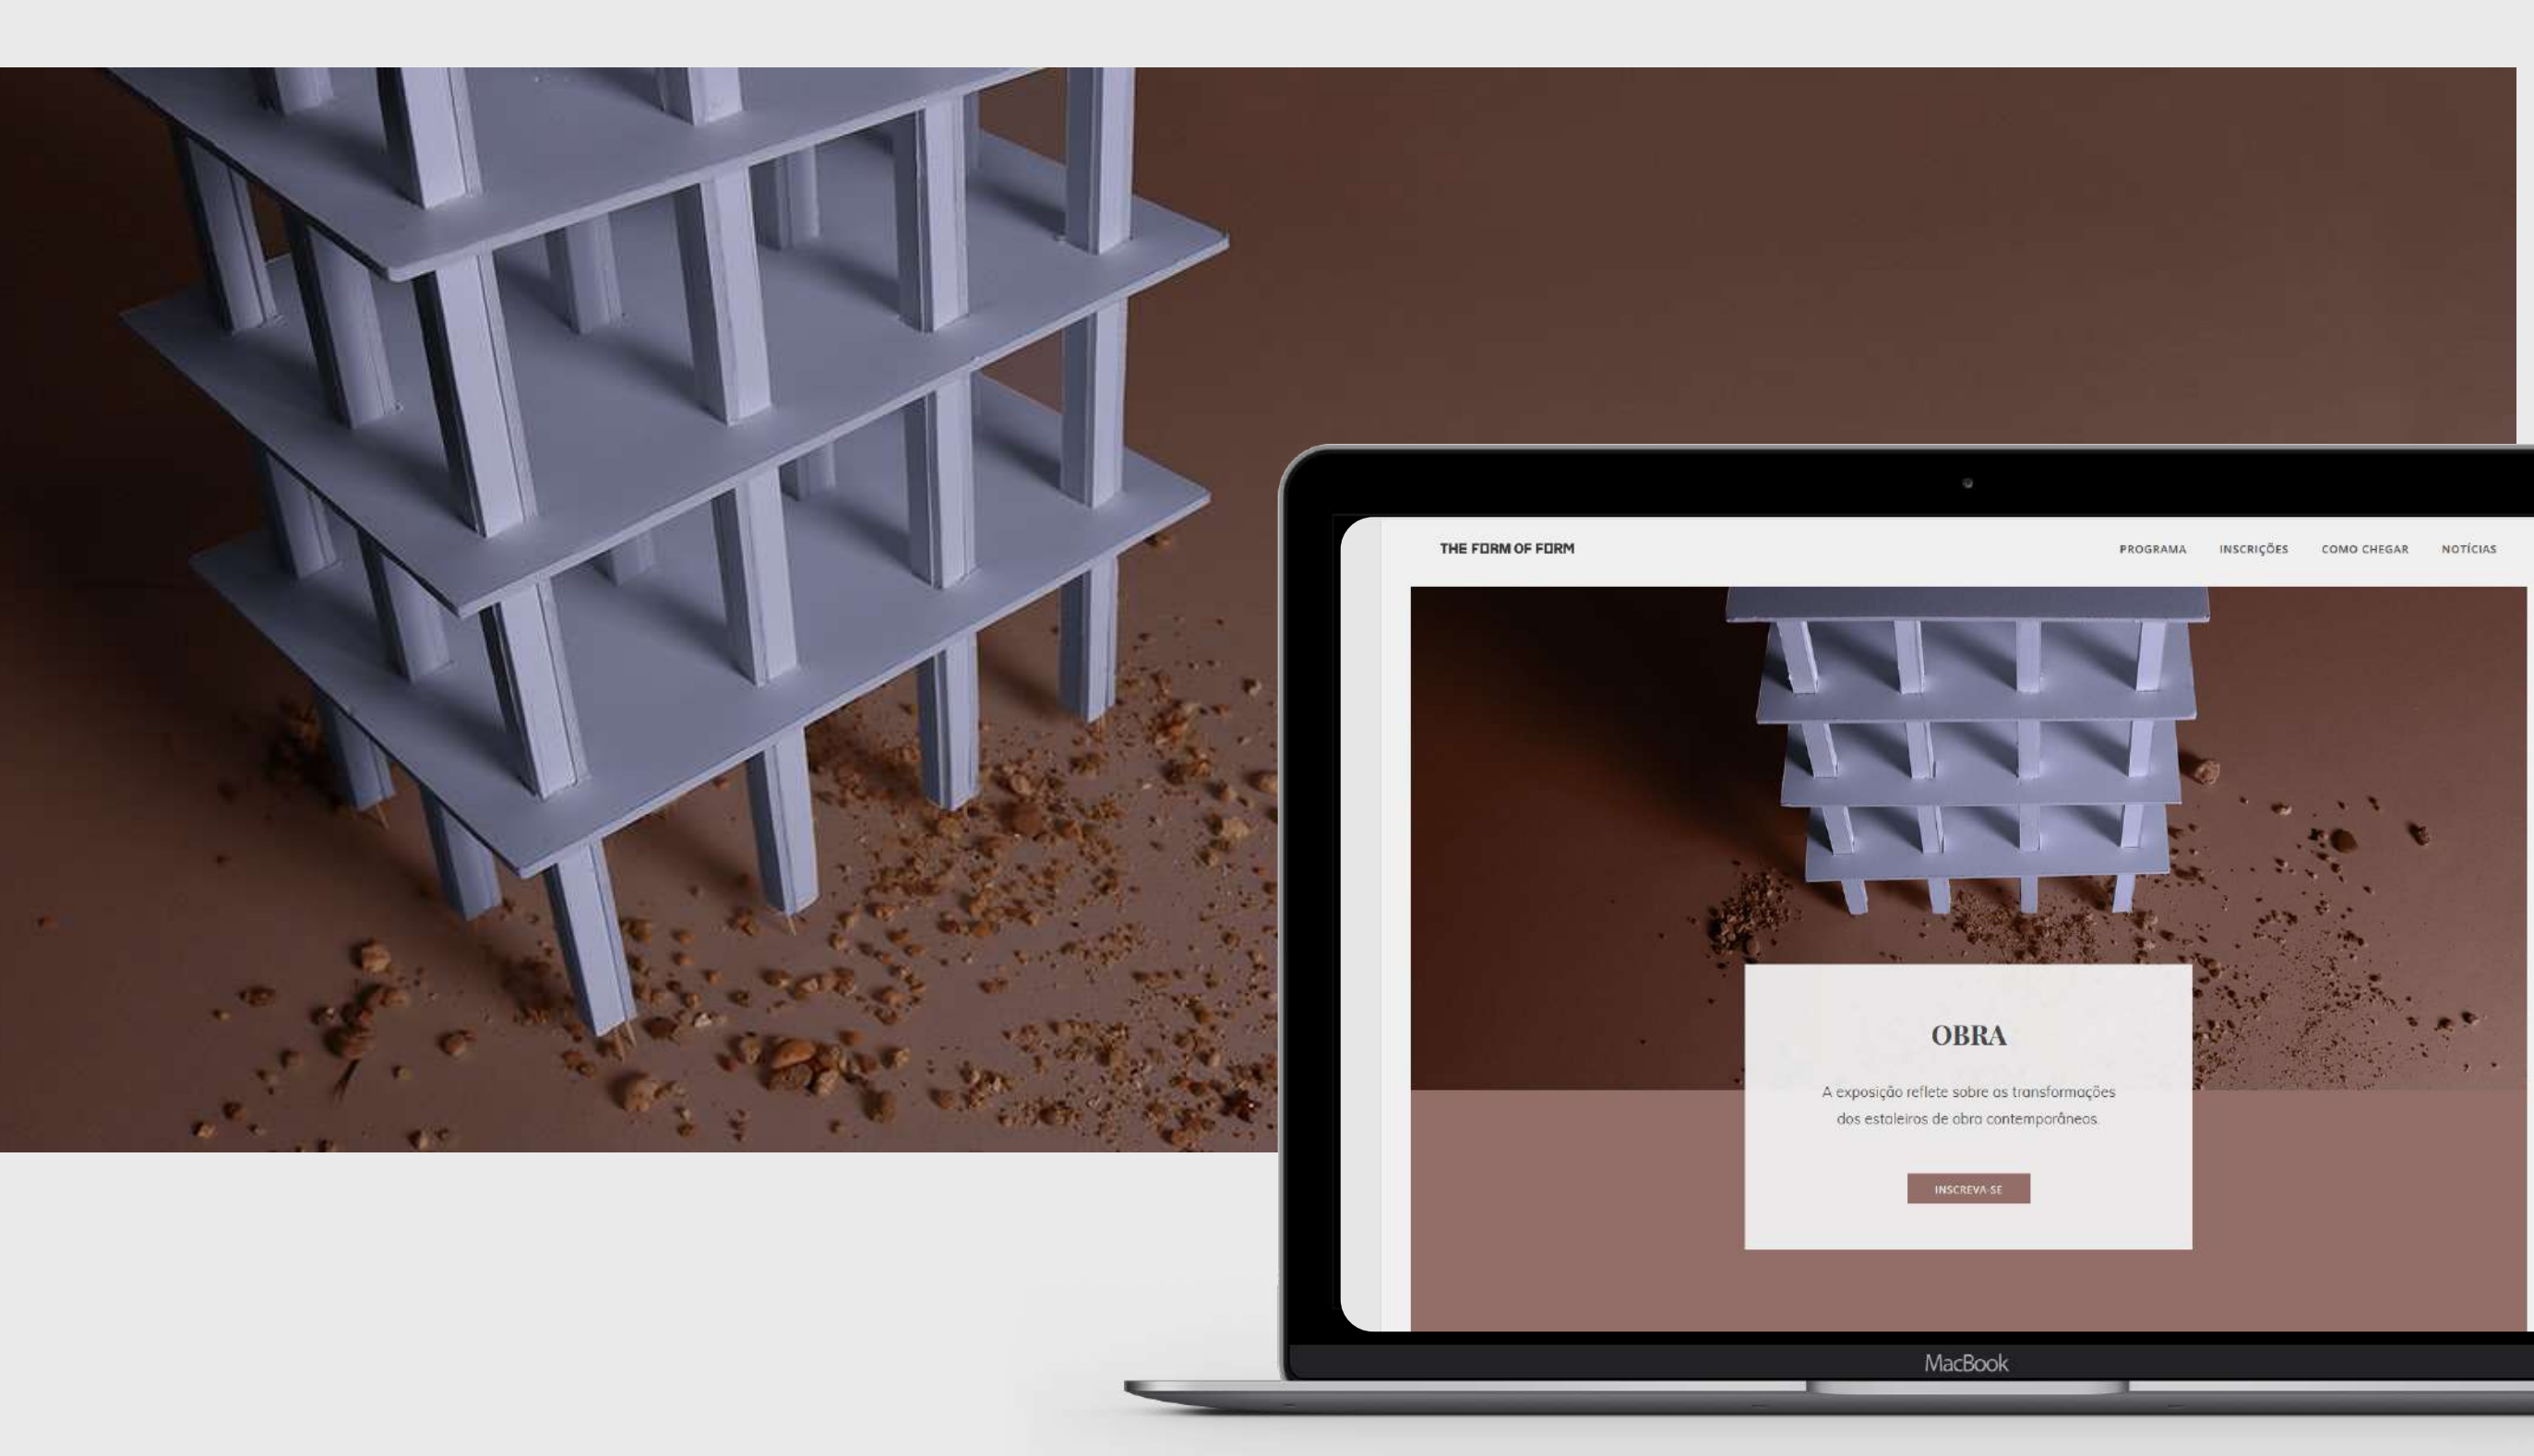 THE FORM OF FORM
PROGRAMA INSCRIÇÕES COMO CHEGAR NOTÍCIAS
OBRA
A exposição reflete sobre as transformações
dos estaleiros de obra contemporâneos.
INSCREVA-SE
MacBook